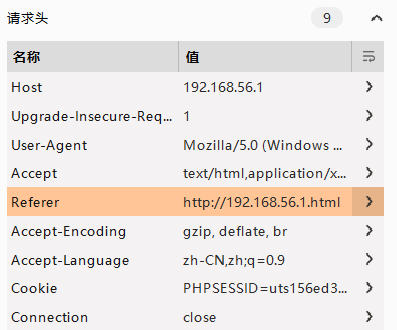 请求头 9
名称 值
Host 192.168.56.1
Upgrade-Insecure-Req... 1
User-Agent Mozilla/5.0 (Windows ...
Accept text/html,application/x...
Referer http://192.168.56.1.html
Accept-Encoding gzip, deflate, br
Accept-Language zh-CN,zh;q=0.9
Cookie PHPSESSID=uts156ed3...
Connection close